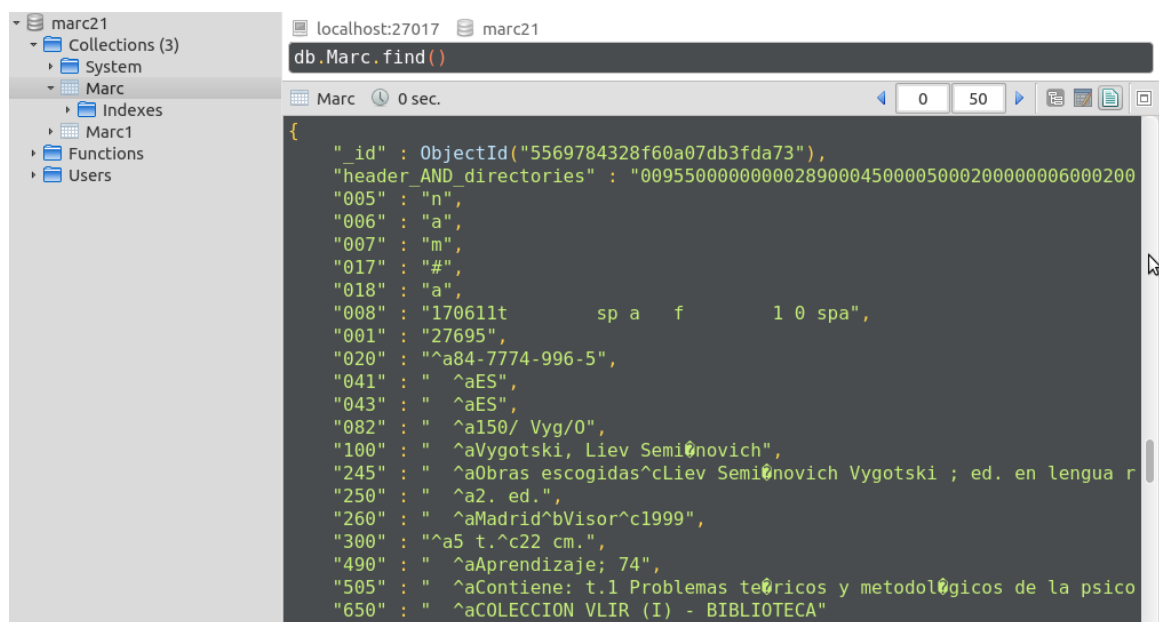 marc21
Collections (3)
System
Marc
Indexes
Marc1
Functions
Users
localhost:27017 marc21
db.Marc.find()
Marc 0 sec. 0 50
{
"_id" : ObjectId("5569784328f60a07db3fda73"),
"header_AND_directories" : "00955000000000289000450000500020000000600020​0
"005" : "n",
"006" : "a",
"007" : "m",
"017" : "#",
"018" : "a",
"008" : "170611t        sp a   f        1 0 spa",
"001" : "27695",
"020" : "^a84-7774-996-5",
"041" : "  ^aES",
"043" : "  ^aES",
"082" : "  ^a150/ Vyg/O",
"100" : "  ^aVygotski, Liev Semi�novich",
"245" : "  ^aObras escogidas^cLiev Semi�novich Vygotski ; ed. en lengua r
"250" : "  ^a2. ed.",
"260" : "  ^aMadrid^bVisor^c1999",
"300" : "^a5 t.^c22 cm.",
"490" : "  ^aAprendizaje; 74",
"505" : "  ^aContiene: t.1 Problemas te�ricos y metodol�gicos de la psico
"650" : "  ^aCOLECCION VLIR (I) - BIBLIOTECA"